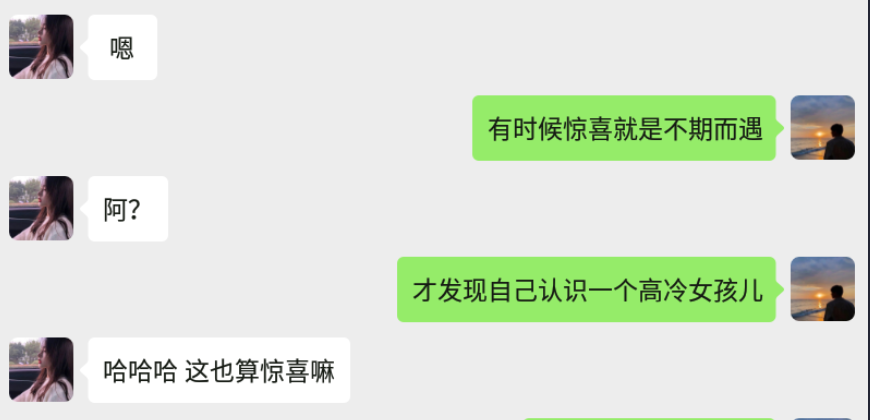 嗯
有时候惊喜就是不期而遇
阿？
才发现自己认识一个高冷女孩儿
哈哈哈 这也算惊喜嘛